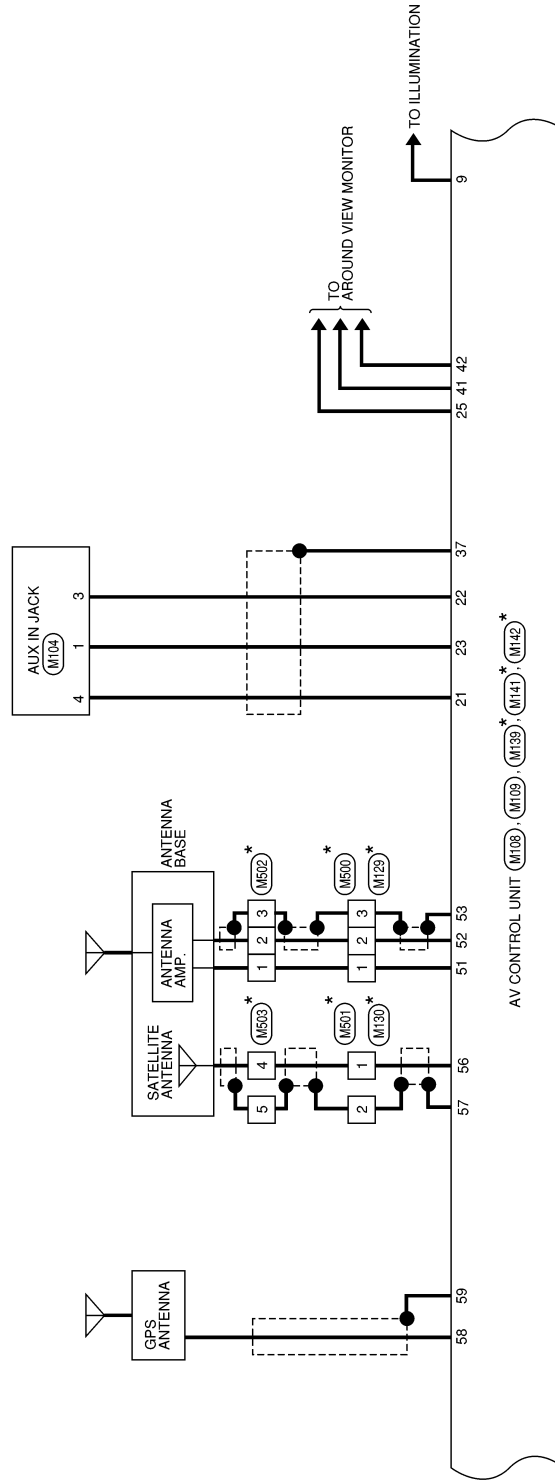 GPS
ANTENNA
58
59
SATELLITE
ANTENNA
ANTENNA
AMP.
ANTENNA
BASE
5 4
M503 *
1 2 3
M502 *
2 1
M501 *
M130 *
1 2 3
M500 *
M129 *
57 56
51 52 53
AUX IN JACK
M104
4 1 3
21 23 22 37
TO
AROUND VIEW MONITOR
25 41 42
TO ILLUMINATION
9
AV CONTROL UNIT M108 , M109 , M139 * , M141 * , M142 *